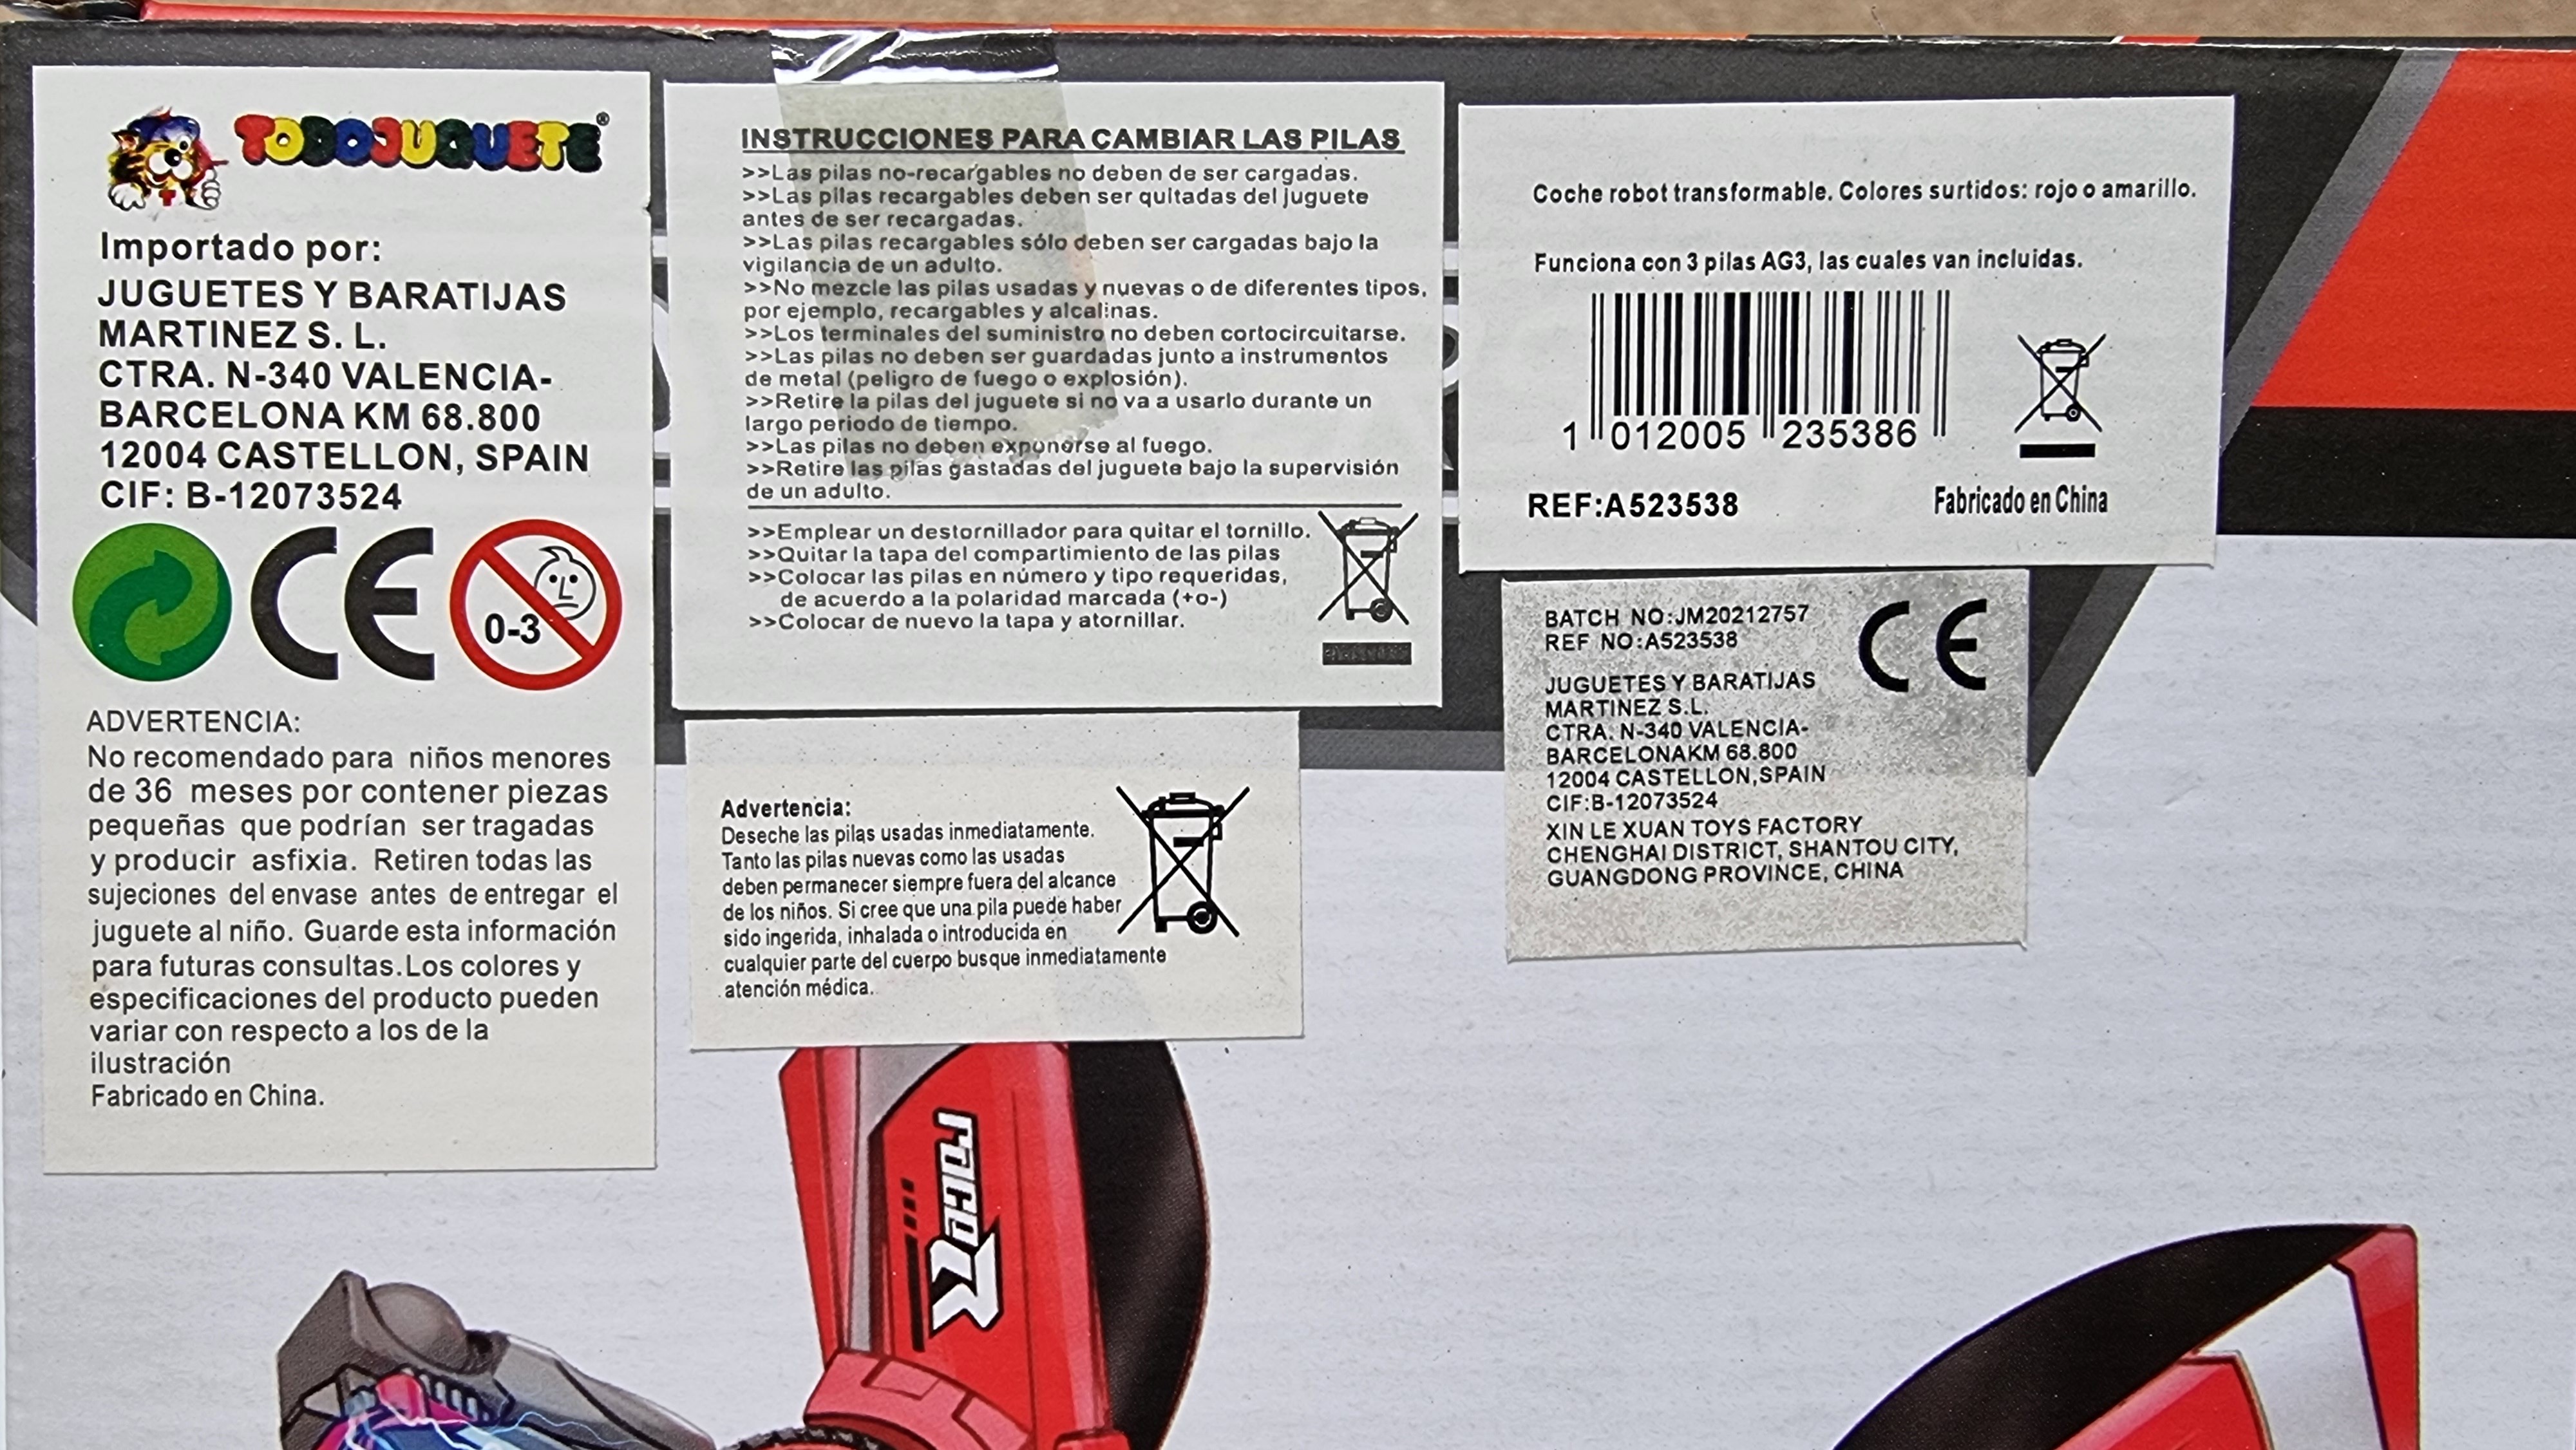 TODOJUGUETE®
Importado por:
JUGUETES Y BARATIJAS
MARTINEZ S. L.
CTRA. N-340 VALENCIA-
BARCELONA KM 68.800
12004 CASTELLON, SPAIN
CIF: B-12073524
CE
0-3
ADVERTENCIA:
No recomendado para niños menores
de 36 meses por contener piezas
pequeñas que podrían ser tragadas
y producir asfixia. Retiren todas las
sujeciones del envase antes de entregar el
juguete al niño. Guarde esta información
para futuras consultas.Los colores y
especificaciones del producto pueden
variar con respecto a los de la
ilustración
Fabricado en China.
INSTRUCCIONES PARA CAMBIAR LAS PILAS
>>Las pilas no-recargables no deben de ser cargadas.
>>Las pilas recargables deben ser quitadas del juguete
antes de ser recargadas.
>>Las pilas recargables sólo deben ser cargadas bajo la
vigilancia de un adulto.
>>No mezcle las pilas usadas y nuevas o de diferentes tipos,
por ejemplo, recargables y alcalinas.
>>Los terminales del suministro no deben cortocircuitarse.
>>Las pilas no deben ser guardadas junto a instrumentos
de metal (peligro de fuego o explosión).
>>Retire la pilas del juguete si no va a usarlo durante un
largo periodo de tiempo.
>>Las pilas no deben exponerse al fuego.
>>Retire las pilas gastadas del juguete bajo la supervisión
de un adulto.
>>Emplear un destornillador para quitar el tornillo.
>>Quitar la tapa del compartimiento de las pilas
>>Colocar las pilas en número y tipo requeridas,
de acuerdo a la polaridad marcada (+o-)
>>Colocar de nuevo la tapa y atornillar.
Advertencia:
Deseche las pilas usadas inmediatamente.
Tanto las pilas nuevas como las usadas
deben permanecer siempre fuera del alcance
de los niños. Si cree que una pila puede haber
sido ingerida, inhalada o introducida en
cualquier parte del cuerpo busque inmediatamente
atención médica.
Coche robot transformable. Colores surtidos: rojo o amarillo.
Funciona con 3 pilas AG3, las cuales van incluidas.
1 012005 235386
REF:A523538
Fabricado en China
BATCH NO:JM20212757
REF NO:A523538
CE
JUGUETES Y BARATIJAS
MARTINEZ S.L.
CTRA. N-340 VALENCIA-
BARCELONAKM 68.800
12004 CASTELLON,SPAIN
CIF:B-12073524
XIN LE XUAN TOYS FACTORY
CHENGHAI DISTRICT, SHANTOU CITY,
GUANGDONG PROVINCE, CHINA
raceR